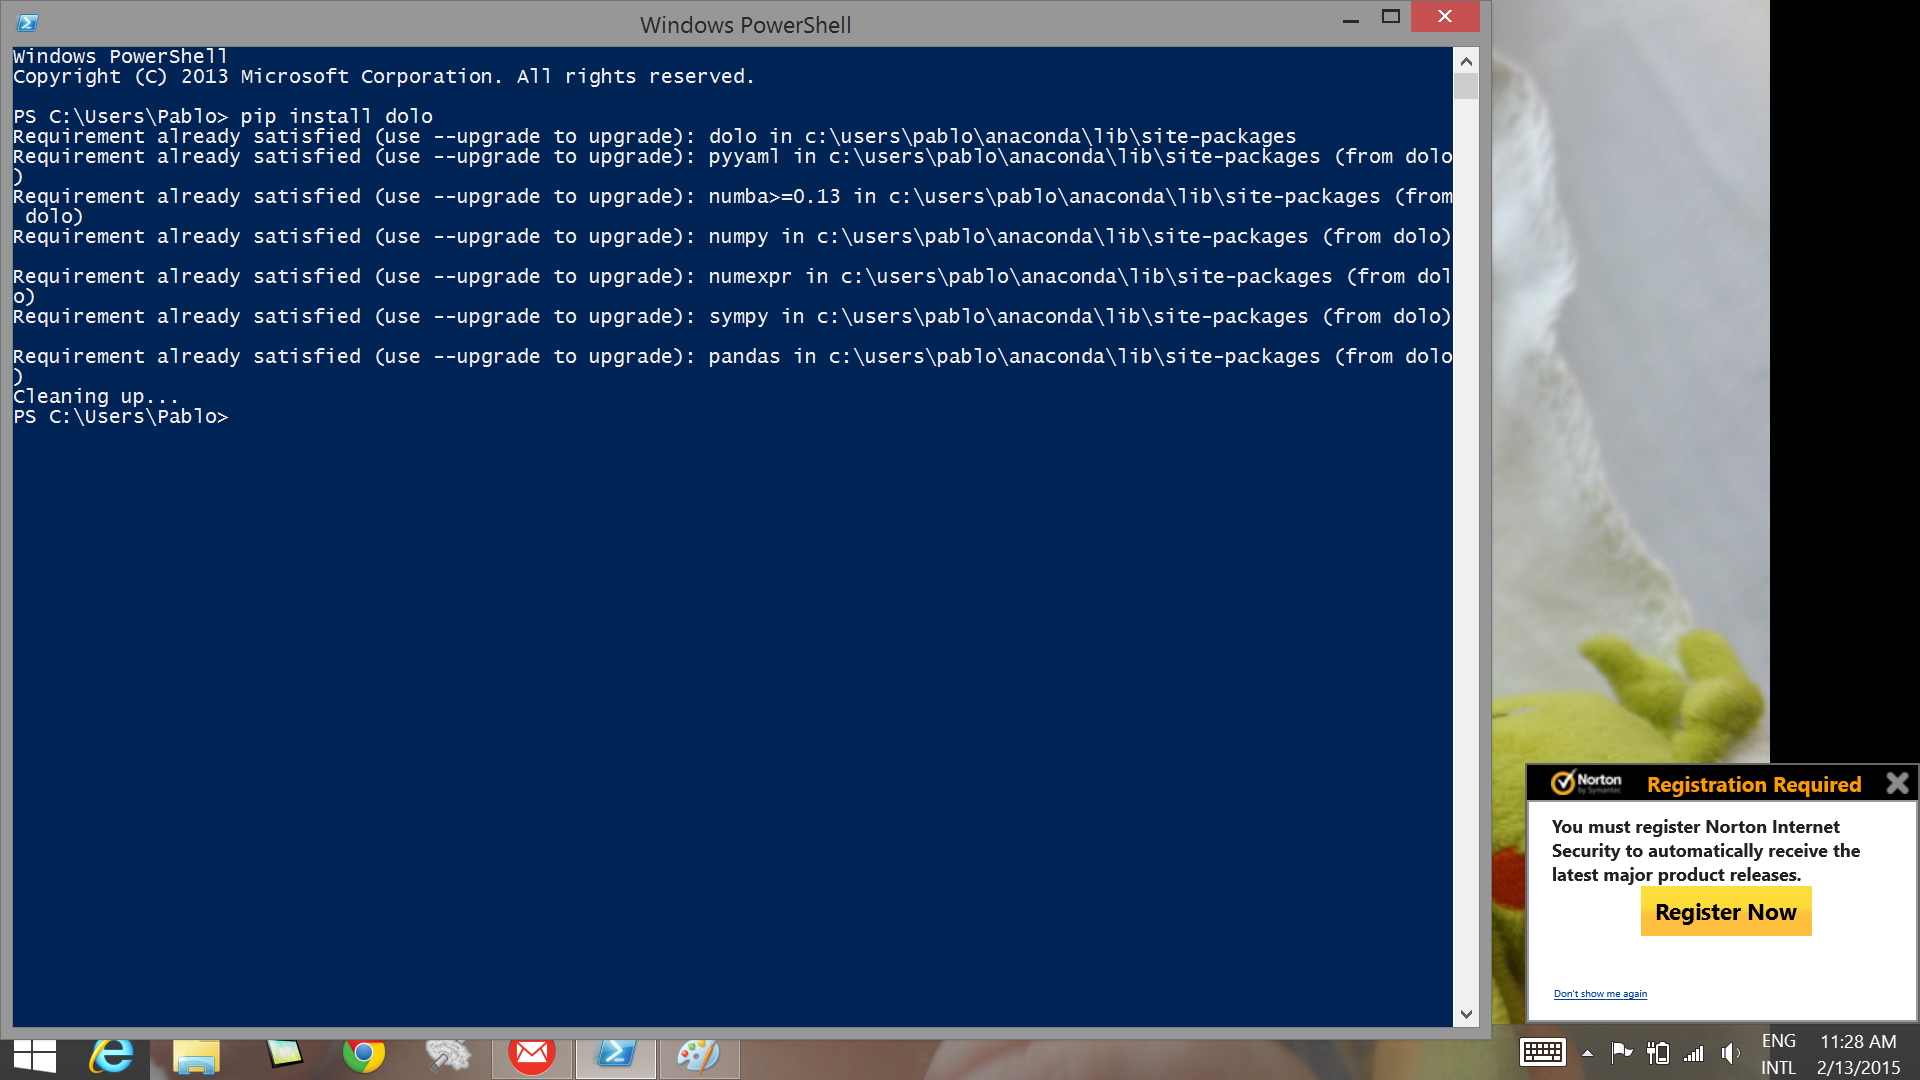 Windows PowerShell
Windows PowerShell
Copyright (C) 2013 Microsoft Corporation. All rights reserved.
PS C:\Users\Pablo> pip install dolo
Requirement already satisfied (use --upgrade to upgrade): dolo in c:\users\pablo\anaconda\lib\site-packages
Requirement already satisfied (use --upgrade to upgrade): pyyaml in c:\users\pablo\anaconda\lib\site-packages (from dolo
)
Requirement already satisfied (use --upgrade to upgrade): numba>=0.13 in c:\users\pablo\anaconda\lib\site-packages (from
dolo)
Requirement already satisfied (use --upgrade to upgrade): numpy in c:\users\pablo\anaconda\lib\site-packages (from dolo)
Requirement already satisfied (use --upgrade to upgrade): numexpr in c:\users\pablo\anaconda\lib\site-packages (from dol
o)
Requirement already satisfied (use --upgrade to upgrade): sympy in c:\users\pablo\anaconda\lib\site-packages (from dolo)
Requirement already satisfied (use --upgrade to upgrade): pandas in c:\users\pablo\anaconda\lib\site-packages (from dolo
)
Cleaning up...
PS C:\Users\Pablo>
Norton
by Symantec
Registration Required
You must register Norton Internet
Security to automatically receive the
latest major product releases.
Register Now
Don't show me again
ENG
INTL
11:28 AM
2/13/2015